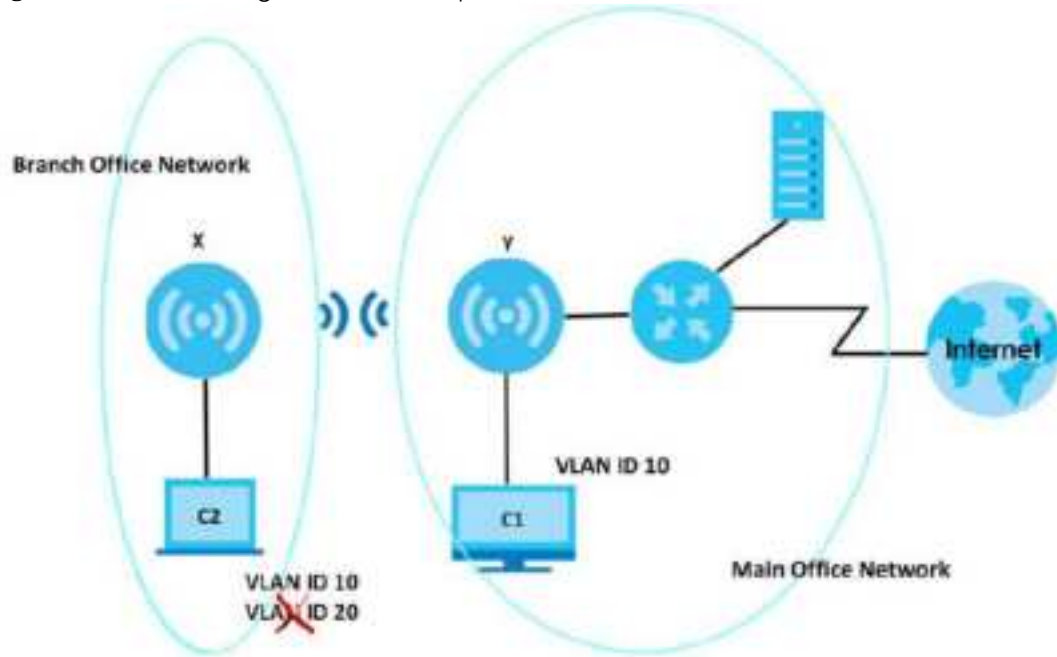 Branch Office Network
X
Y
Internet
VLAN ID 10
C2
C1
VLAN ID 10
VLAN ID 20
Main Office Network